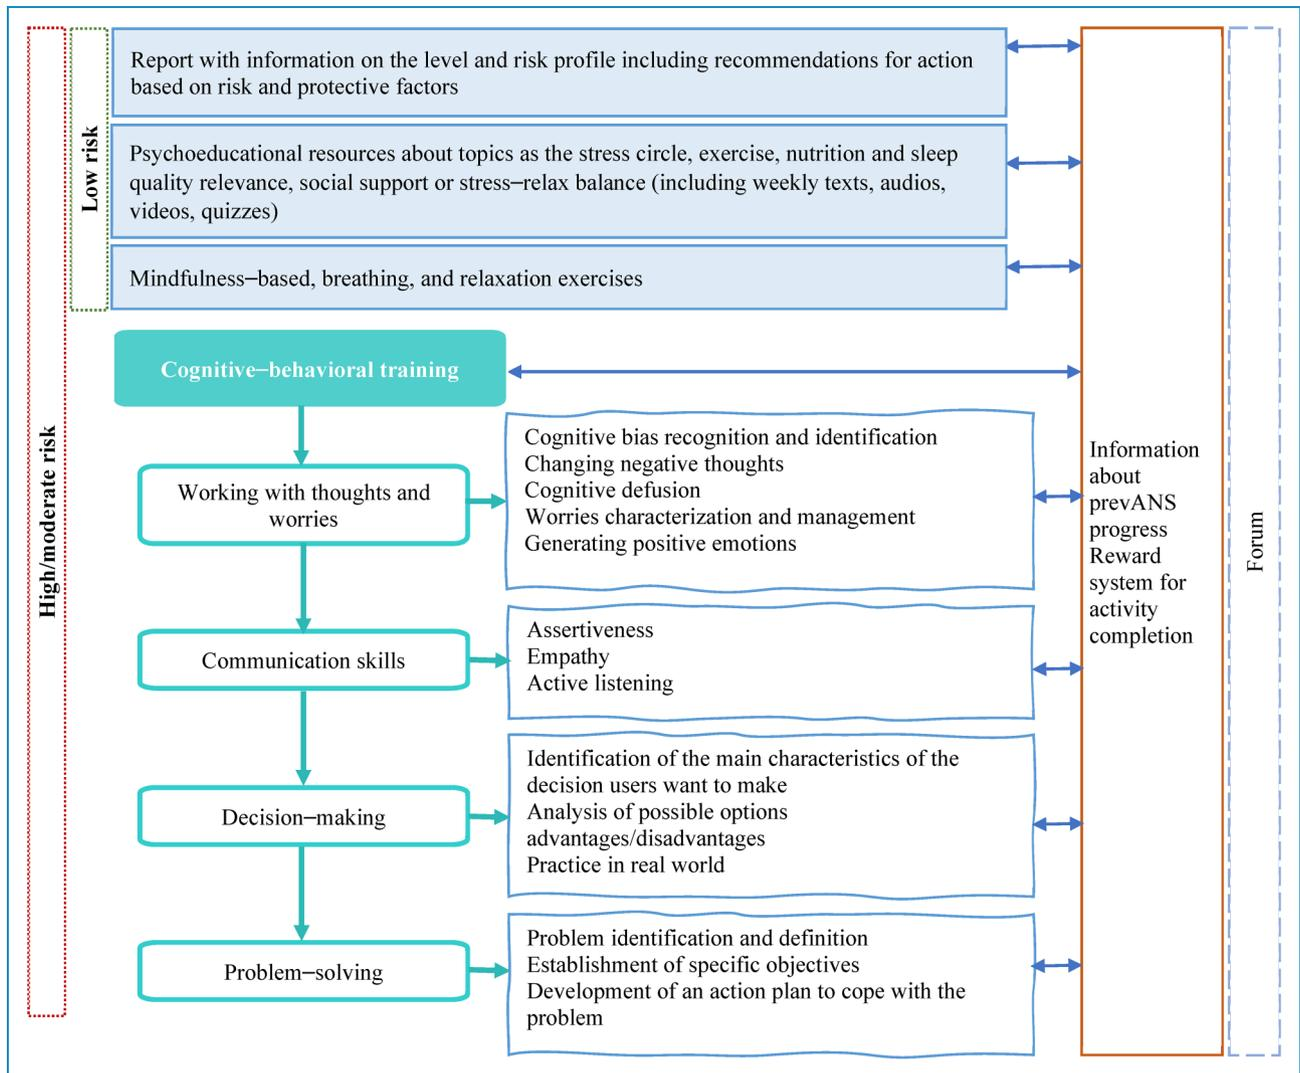 High/moderate risk
Low risk
Report with information on the level and risk profile including recommendations for action
based on risk and protective factors
Psychoeducational resources about topics as the stress circle, exercise, nutrition and sleep
quality relevance, social support or stress–relax balance (including weekly texts, audios,
videos, quizzes)
Mindfulness–based, breathing, and relaxation exercises
Cognitive–behavioral training
Working with thoughts and
worries
Cognitive bias recognition and identification
Changing negative thoughts
Cognitive defusion
Worries characterization and management
Generating positive emotions
Communication skills
Assertiveness
Empathy
Active listening
Decision–making
Identification of the main characteristics of the
decision users want to make
Analysis of possible options
advantages/disadvantages
Practice in real world
Problem–solving
Problem identification and definition
Establishment of specific objectives
Development of an action plan to cope with the
problem
Information
about
prevANS
progress
Reward
system for
activity
completion
Forum